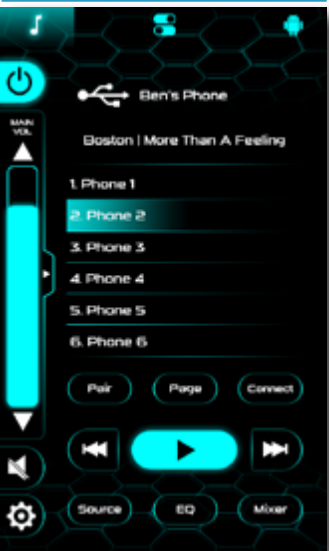 Ben's Phone
MAIN
VOL.
Boston | More Than A Feeling
1. Phone 1
2. Phone 2
3. Phone 3
4. Phone 4
5. Phone 5
6. Phone 6
Pair Page Connect
Source EQ Mixer